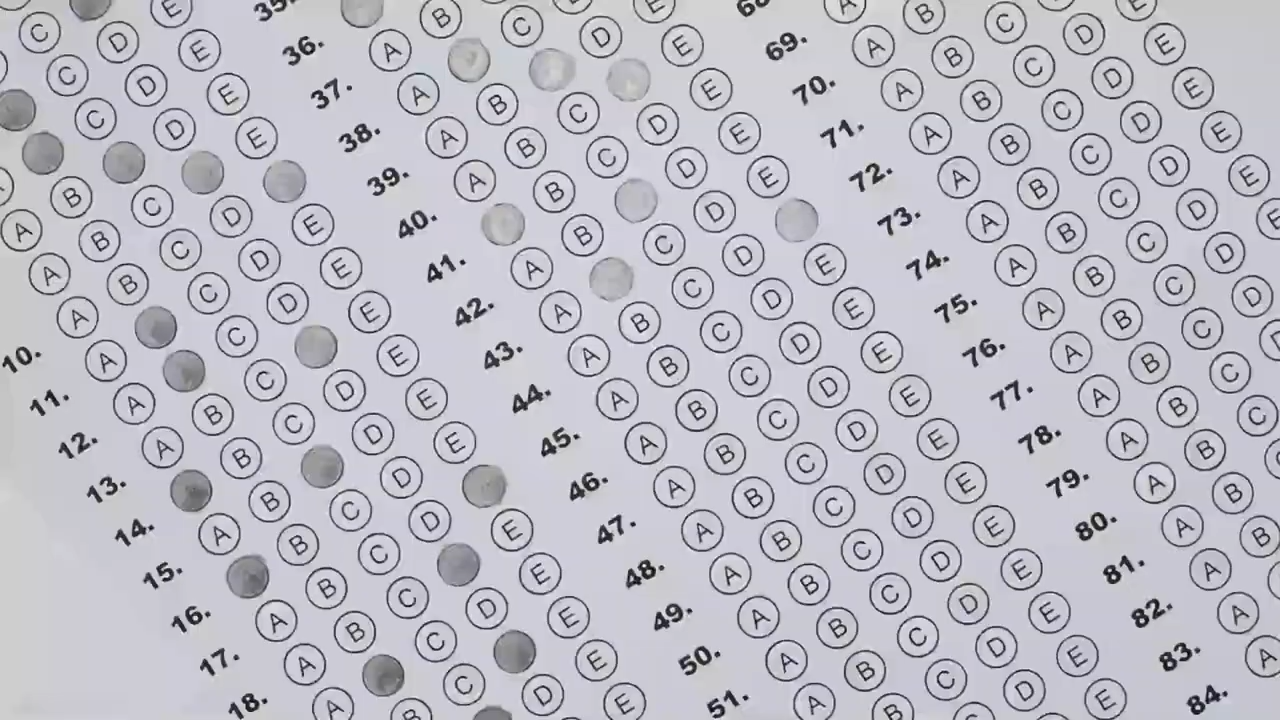 E
C D E
C D E
C D E
B C D E
A B C D E
A B C D E
A C E
10. A C D E
11. A B C D E
12. A B D
13. B C D E
14. A B C E
15. B C D E
16. A B C E
17. A C D E
18. A B
35. B C D E
36. A E
37. A B C D E
38. A B C D E
39. A B D
40. B C D E
41. A C D E
42. A B C D E
43. A B C D E
44. A B C D E
45. A B C D E
46. A B C D E
47. A B C D E
48. A B C D E
49. A B C D E
50. A B C D E
51. A B
A B C D E
69. A B C D E
70. A B C D E
71. A B C D E
72. A B C D E
73. A B C D
74. A B C D
75. A B C
76. A B C
77. A B C
78. A B
79. A B
80. A B
81. A
82. A
83. A
84.